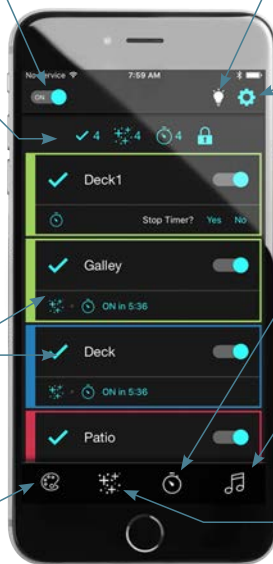 No Service 7:59 AM
ON
4 4 4
Deck1
Stop Timer? Yes No
Galley
ON in 5:36
Deck
ON in 5:36
Patio